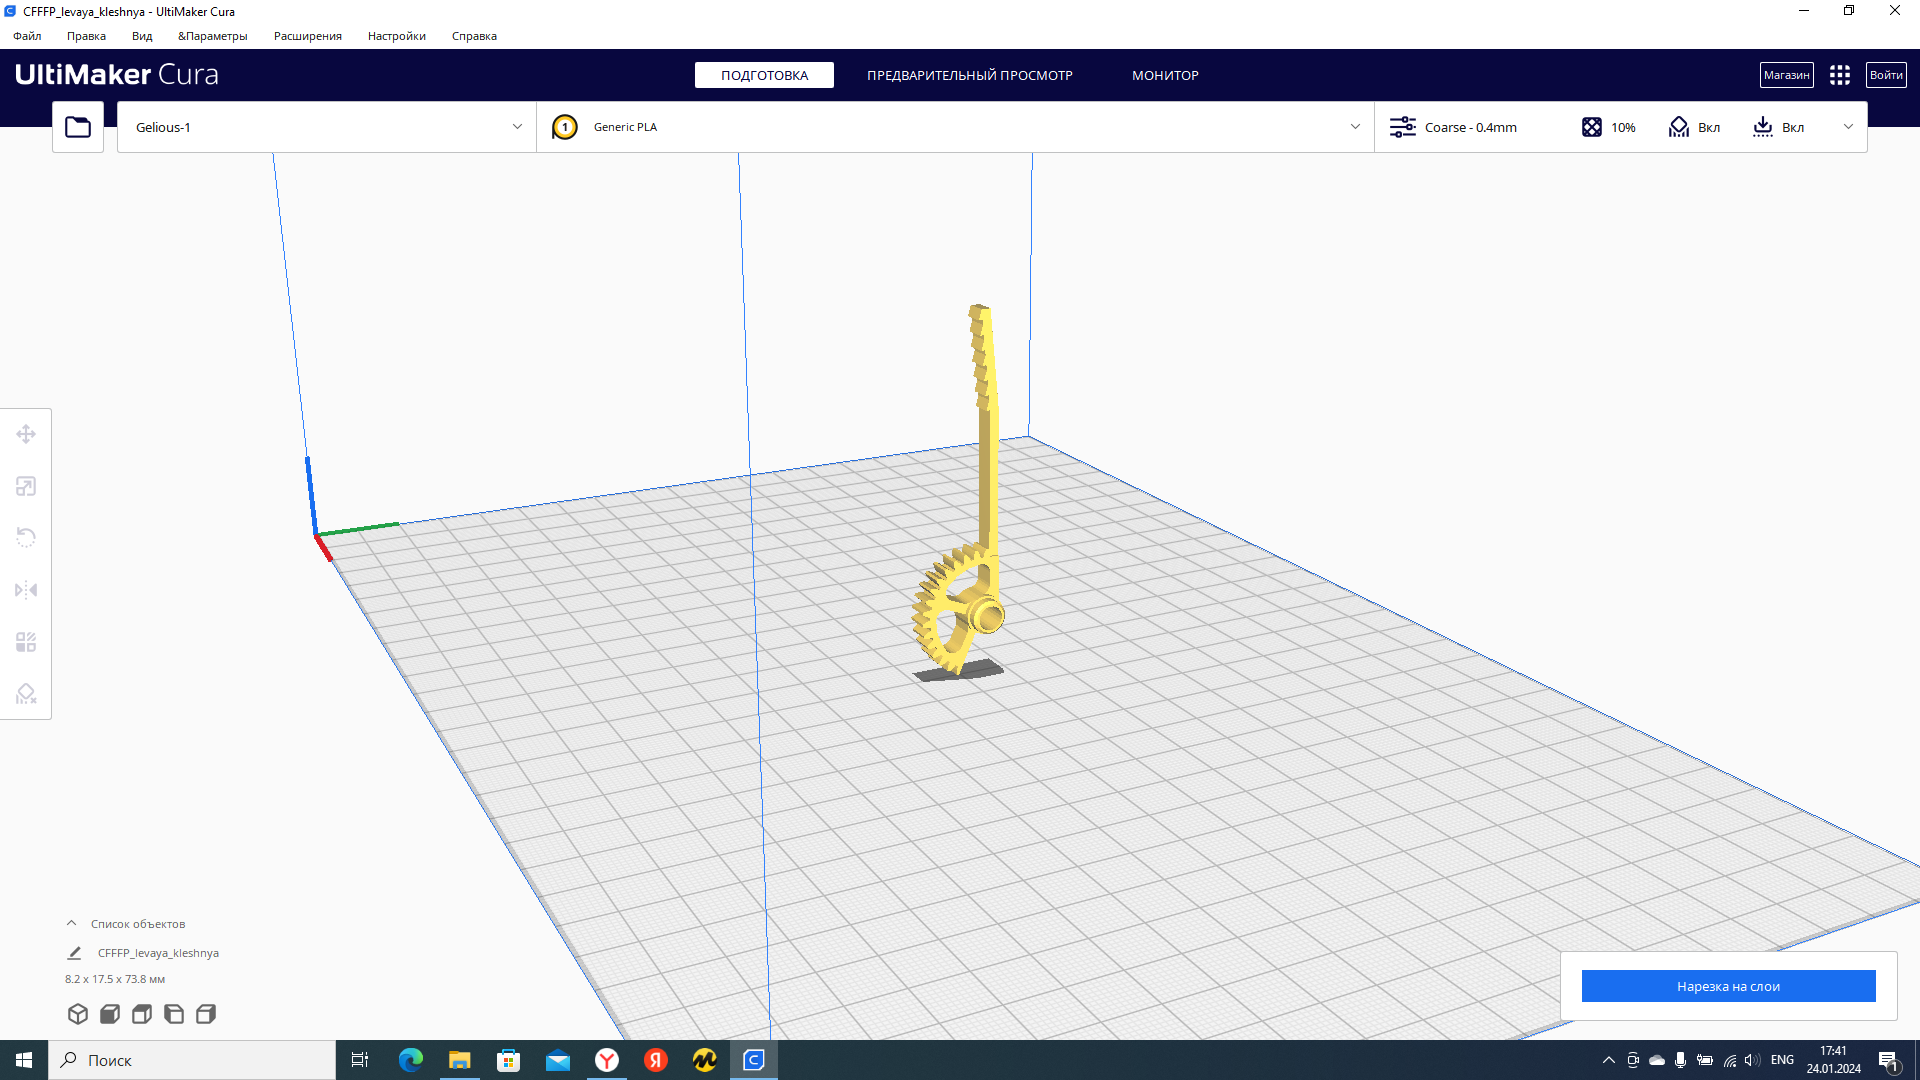 CFFFP_levaya_kleshnya - UltiMaker Cura
Файл Правка Вид &Параметры Расширения Настройки Справка
UltiMaker Cura
ПОДГОТОВКА ПРЕДВАРИТЕЛЬНЫЙ ПРОСМОТР МОНИТОР
Магазин Войти
Gelious-1
1 Generic PLA
Coarse - 0.4mm 10% Вкл Вкл
Список объектов
CFFFP_levaya_kleshnya
8.2 x 17.5 x 73.8 мм
Нарезка на слои
Поиск
ENG
17:41
24.01.2024
1